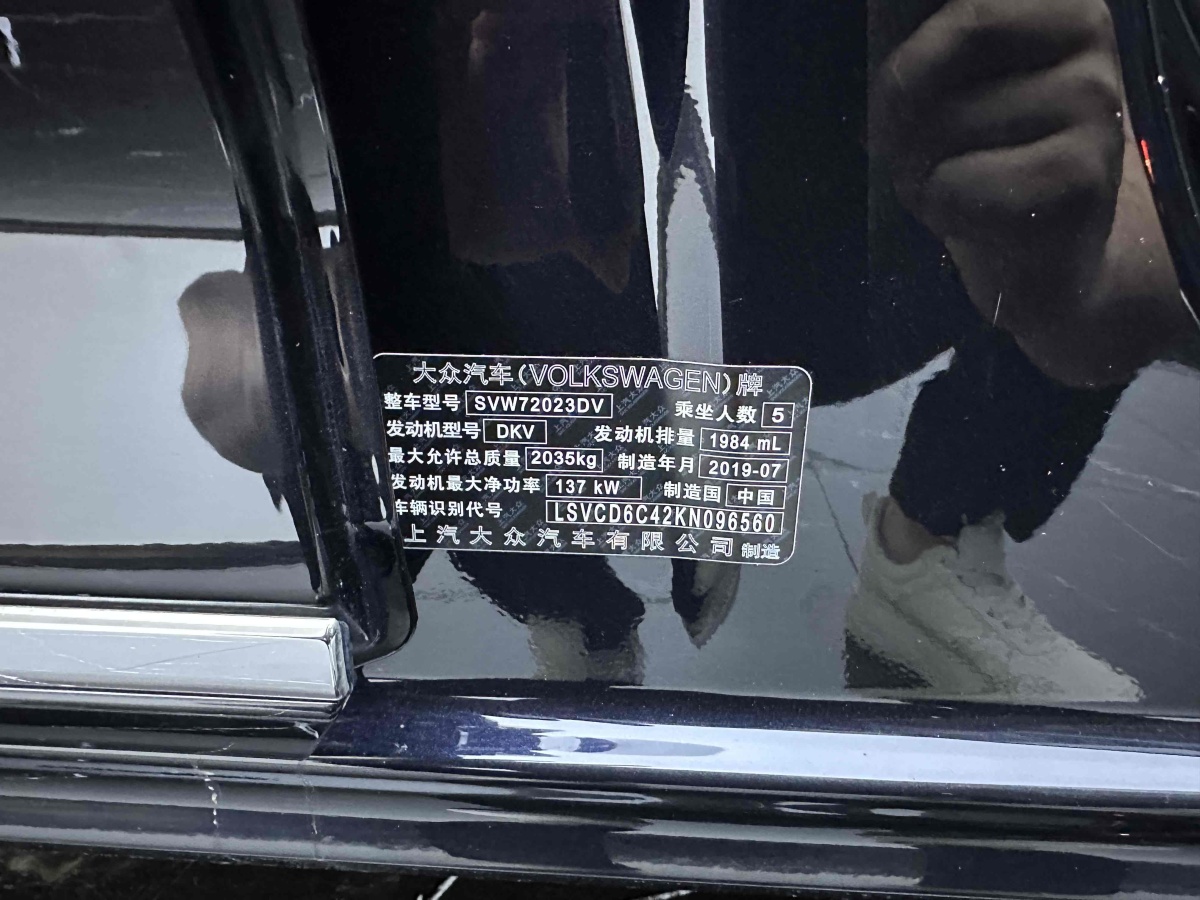 大众汽车(VOLKSWAGEN)牌
整车型号 SVW72023DV 乘坐人数 5
发动机型号 DKV 发动机排量 1984 mL
最大允许总质量 2035kg 制造年月 2019-07
发动机最大净功率 137 kW 制造国 中国
车辆识别代号 LSVCD6C42KN096560
上汽大众汽车有限公司 制造